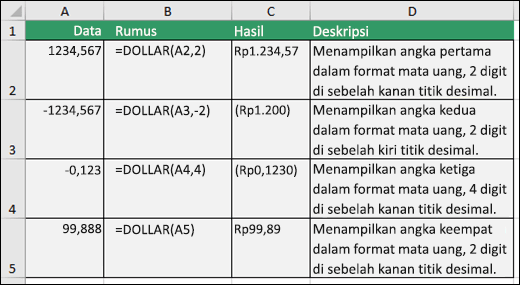 A B C D
1 Data Rumus Hasil Deskripsi
2 1234,567 =DOLLAR(A2,2) Rp1.234,57 Menampilkan angka pertama
dalam format mata uang, 2 digit
di sebelah kanan titik desimal.
3 -1234,567 =DOLLAR(A3,-2) (Rp1.200) Menampilkan angka kedua
dalam format mata uang, 2 digit
di sebelah kiri titik desimal.
4 -0,123 =DOLLAR(A4,4) (Rp0,1230) Menampilkan angka ketiga
dalam format mata uang, 4 digit
di sebelah kanan titik desimal.
5 99,888 =DOLLAR(A5) Rp99,89 Menampilkan angka keempat
dalam format mata uang, 2 digit
di sebelah kanan titik desimal.